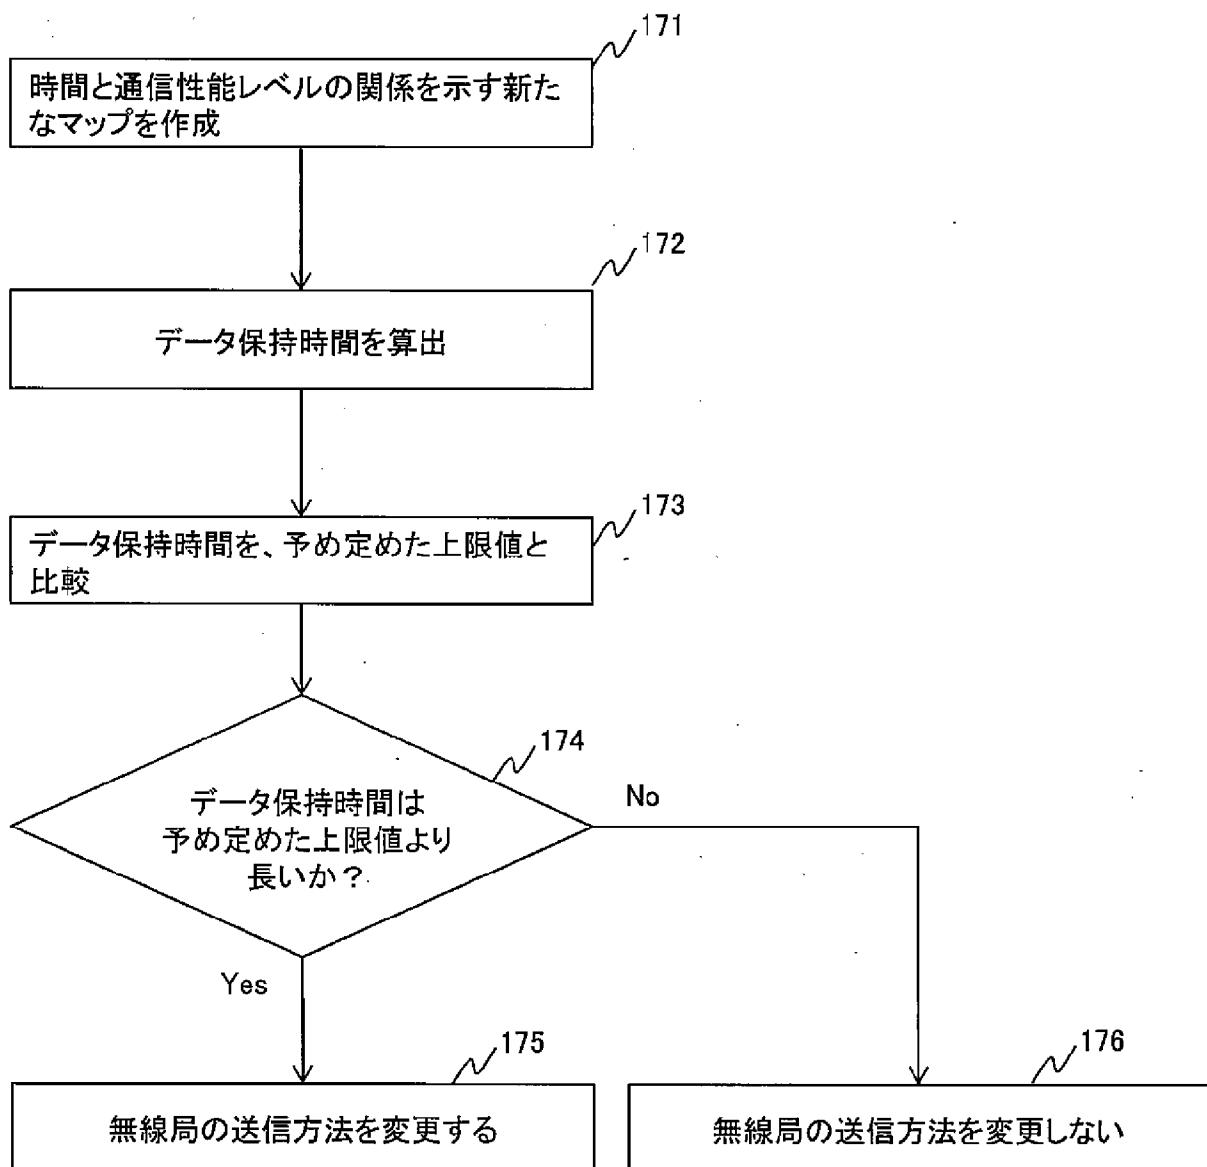 171
時間と通信性能レベルの関係を示す新た
なマップを作成
172
データ保持時間を算出
173
データ保持時間を、予め定めた上限値と
比較
174
データ保持時間は
予め定めた上限値より
長いか？
No
Yes
175
無線局の送信方法を変更する
176
無線局の送信方法を変更しない